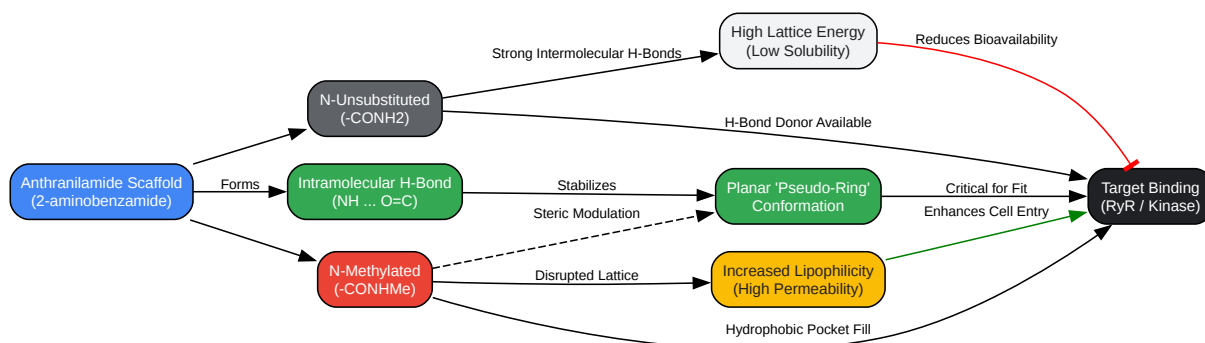 High Lattice Energy
(Low Solubility)
Reduces Bioavailability
Strong Intermolecular H-Bonds
N-Unsubstituted
(-CONH2)
H-Bond Donor Available
Anthranilamide Scaffold
(2-aminobenzamide)
Forms
Intramolecular H-Bond
(NH ... O=C)
Stabilizes
Planar 'Pseudo-Ring'
Conformation
Critical for Fit
Target Binding
(RyR / Kinase)
Steric Modulation
Enhances Cell Entry
N-Methylated
(-CONHMe)
Disrupted Lattice
Increased Lipophilicity
(High Permeability)
Hydrophobic Pocket Fill